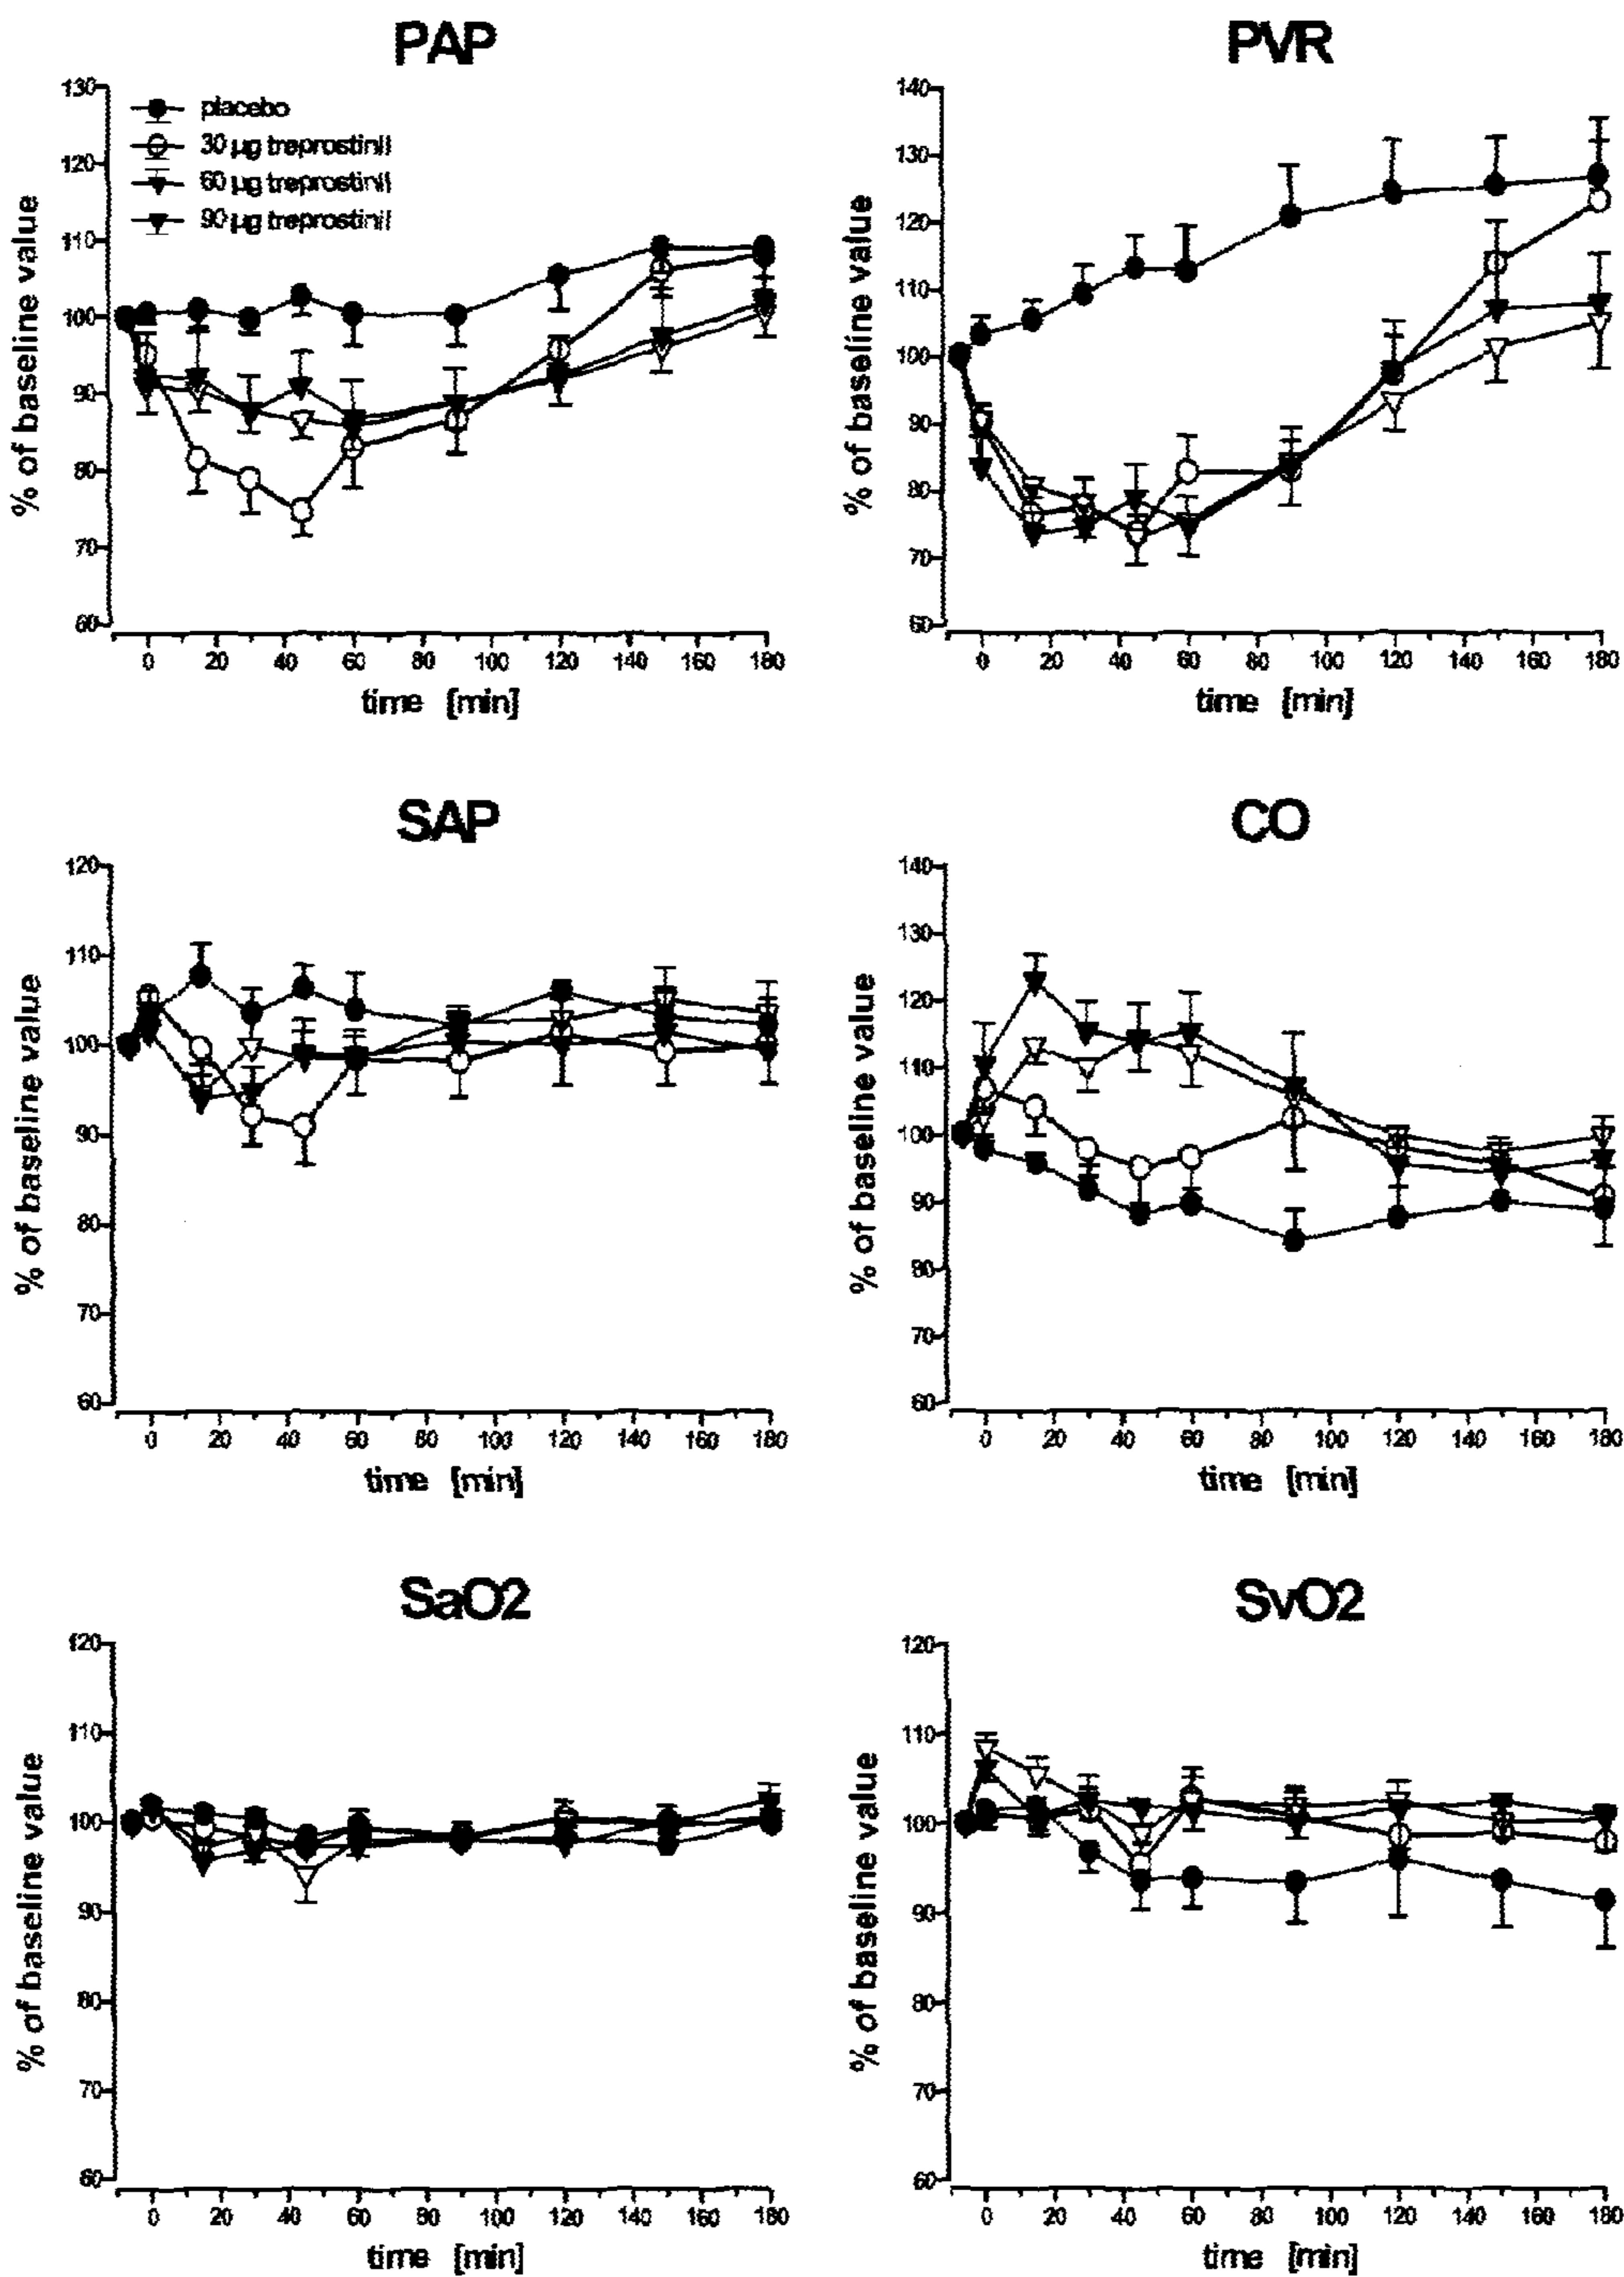 PAP
130
120
110
100
90
80
70
60
% of baseline value
placebo
30 µg treprostinil
60 µg treprostinil
90 µg treprostinil
0 20 40 60 80 100 120 140 160 180
time [min]
PVR
140
130
120
110
100
90
80
70
60
% of baseline value
0 20 40 60 80 100 120 140 160 180
time [min]
SAP
120
110
100
90
80
70
60
% of baseline value
0 20 40 60 80 100 120 140 160 180
time [min]
CO
140
130
120
110
100
90
80
70
60
% of baseline value
0 20 40 60 80 100 120 140 160 180
time [min]
SaO2
120
110
100
90
80
70
60
% of baseline value
0 20 40 60 80 100 120 140 160 180
time [min]
SvO2
120
110
100
90
80
70
60
% of baseline value
0 20 40 60 80 100 120 140 160 180
time [min]